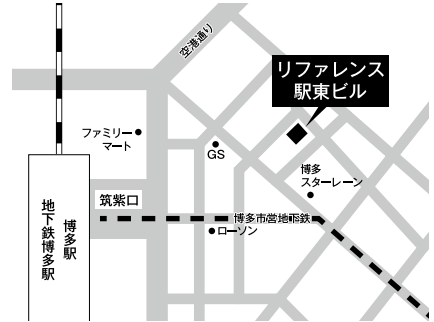 空港通り
リファレンス
駅東ビル
ファミリー
マート
GS
博多
スターレーン
筑紫口
博多市営地下鉄
ローソン
博多駅
地下鉄博多駅